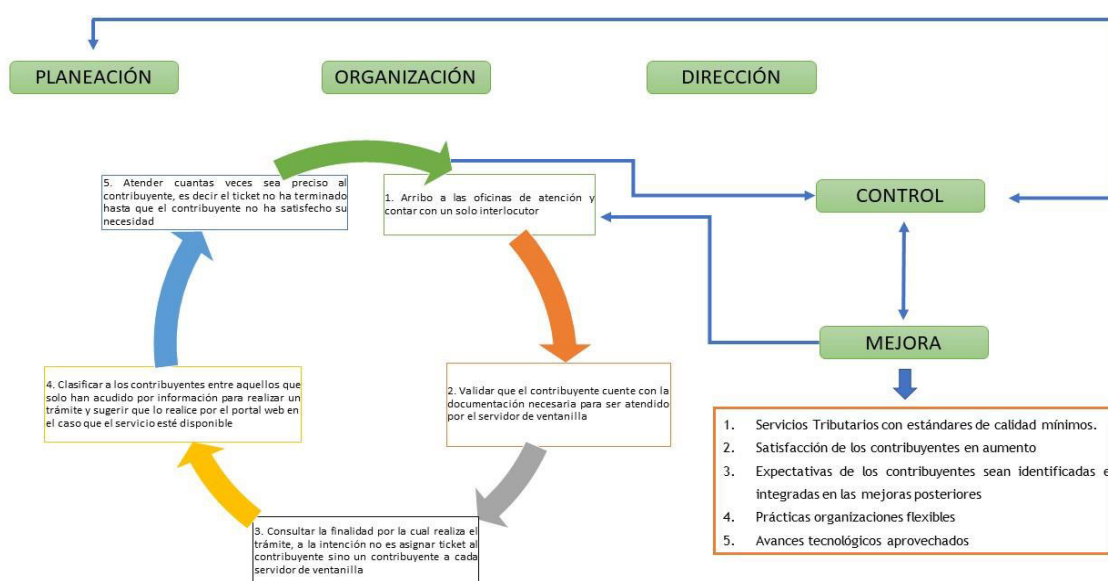 PLANEACIÓN
ORGANIZACIÓN
DIRECCIÓN
5. Atender cuantas veces sea preciso al
contribuyente, es decir el ticket no ha terminado
hasta que el contribuyente no ha satisfecho su
necesidad
1. Arribo a las oficinas de atención y
contar con un solo interlocutor
CONTROL
MEJORA
4. Clasificar a los contribuyentes entre aquellos que
solo han acudido por información para realizar un
trámite y sugerir que lo realice por el portal web en
el caso que el servicio esté disponible
2. Validar que el contribuyente cuente con la
documentación necesaria para ser atendido
por el servidor de ventanilla
3. Consultar la finalidad por la cual realiza el
trámite, a la intención no es asignar ticket al
contribuyente sino un contribuyente a cada
servidor de ventanilla
1. Servicios Tributarios con estándares de calidad mínimos.
2. Satisfacción de los contribuyentes en aumento
3. Expectativas de los contribuyentes sean identificadas e
integradas en las mejoras posteriores
4. Prácticas organizaciones flexibles
5. Avances tecnológicos aprovechados